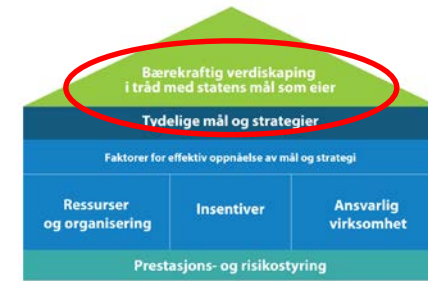 Bærekraftig verdiskaping
i tråd med statens mål som eier
Tydelige mål og strategier
Faktorer for effektiv oppnåelse av mål og strategi
Ressurser
og organisering
Insentiver
Ansvarlig
virksomhet
Prestasjons- og risikostyring